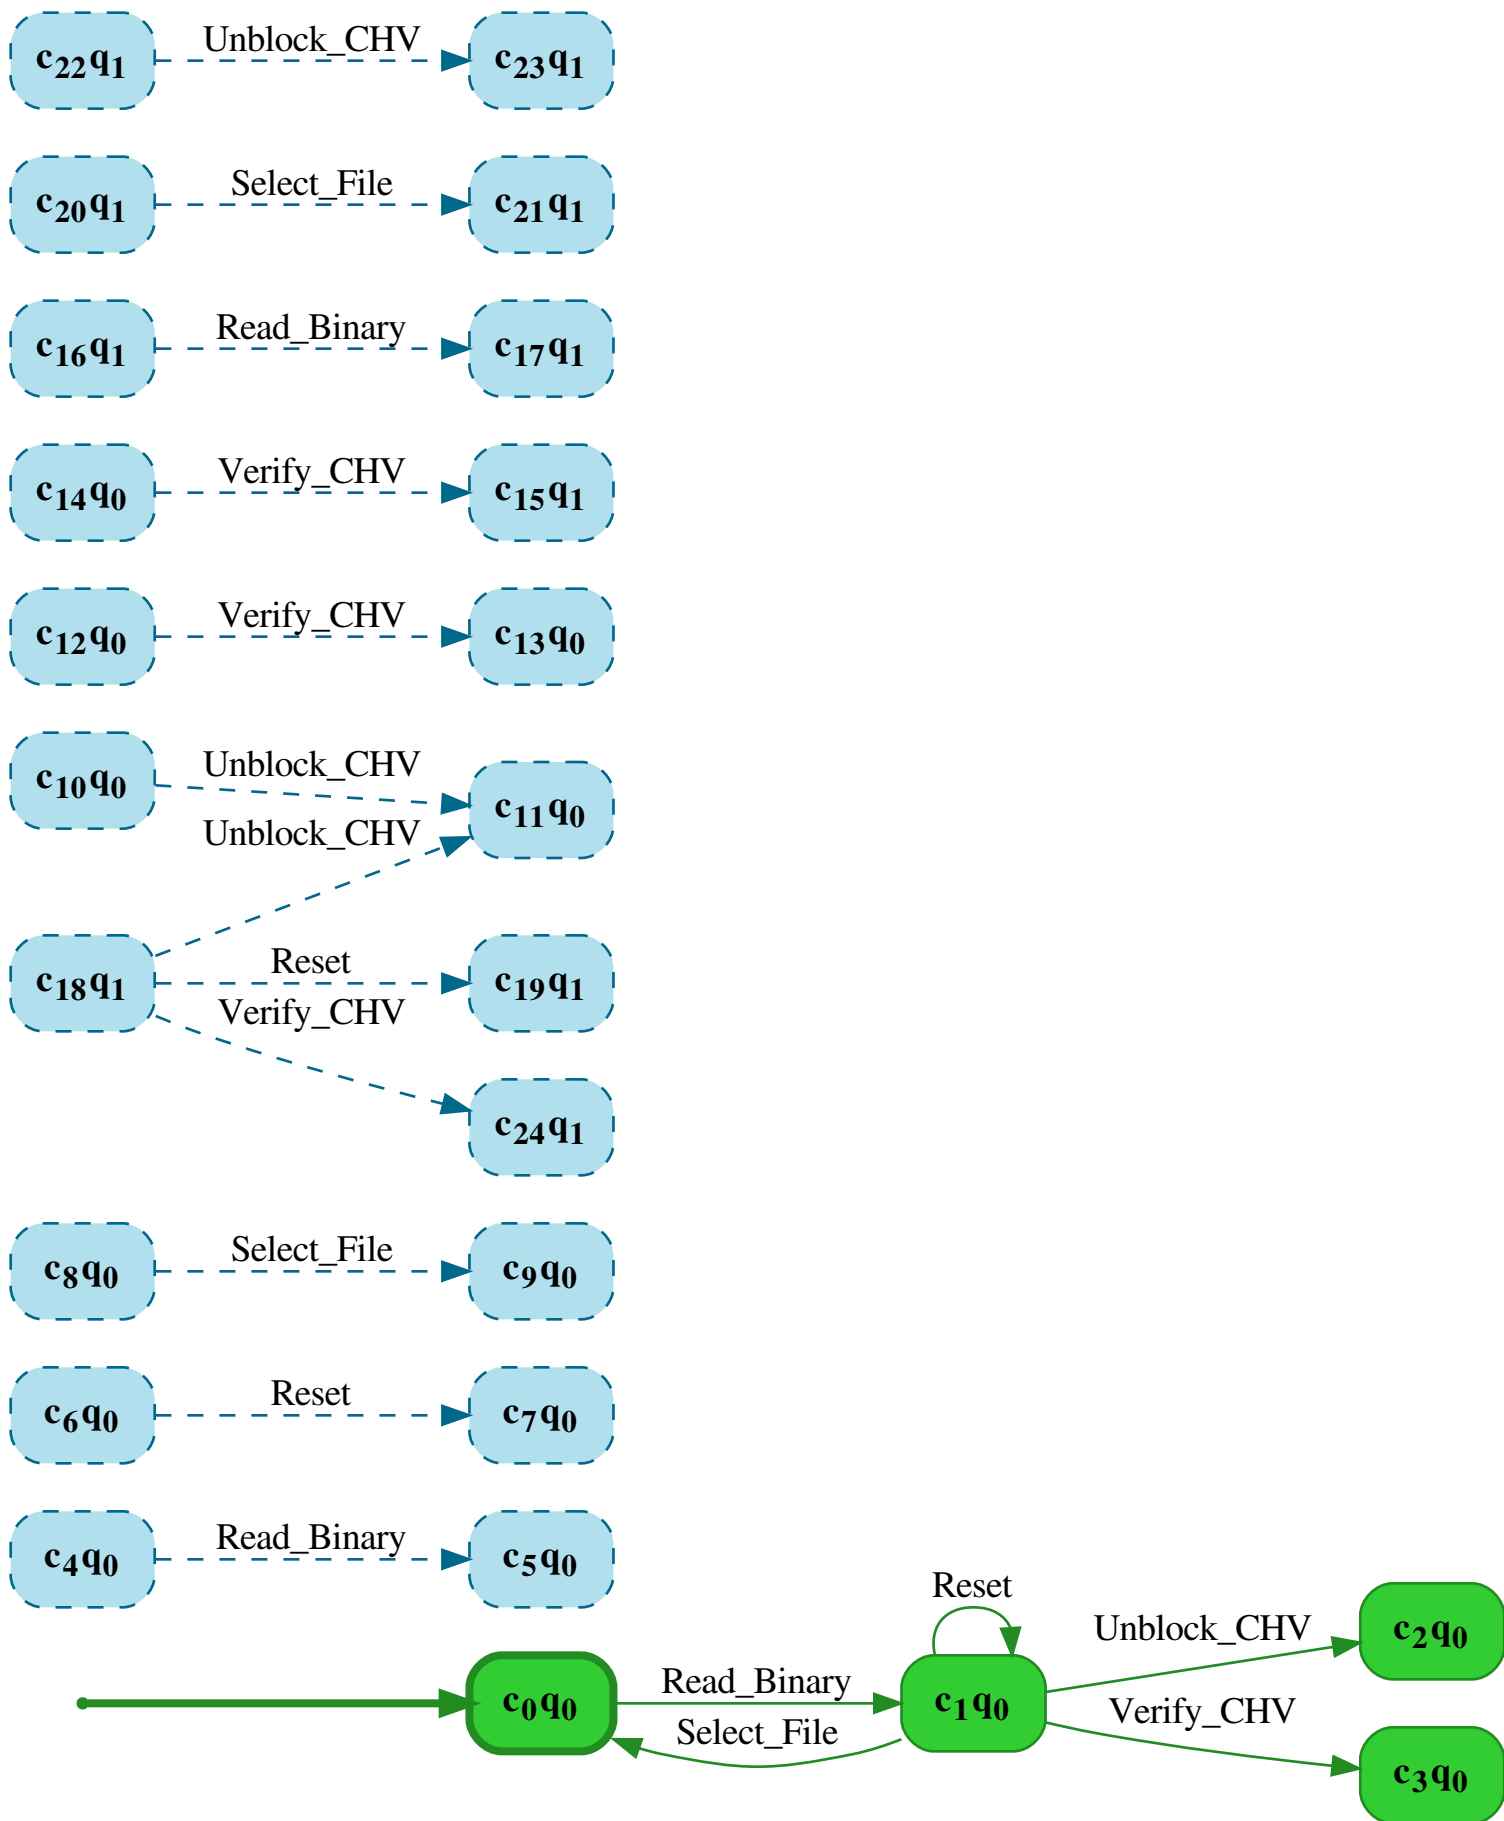 c22q1 Unblock_CHV c23q1
c20q1 Select_File c21q1
c16q1 Read_Binary c17q1
c14q0 Verify_CHV c15q1
c12q0 Verify_CHV c13q0
c10q0 Unblock_CHV c11q0
Unblock_CHV
c18q1 Reset c19q1
Verify_CHV
c24q1
c8q0 Select_File c9q0
c6q0 Reset c7q0
c4q0 Read_Binary c5q0
Reset
Unblock_CHV c2q0
c0q0 Read_Binary c1q0
Select_File
Verify_CHV c3q0